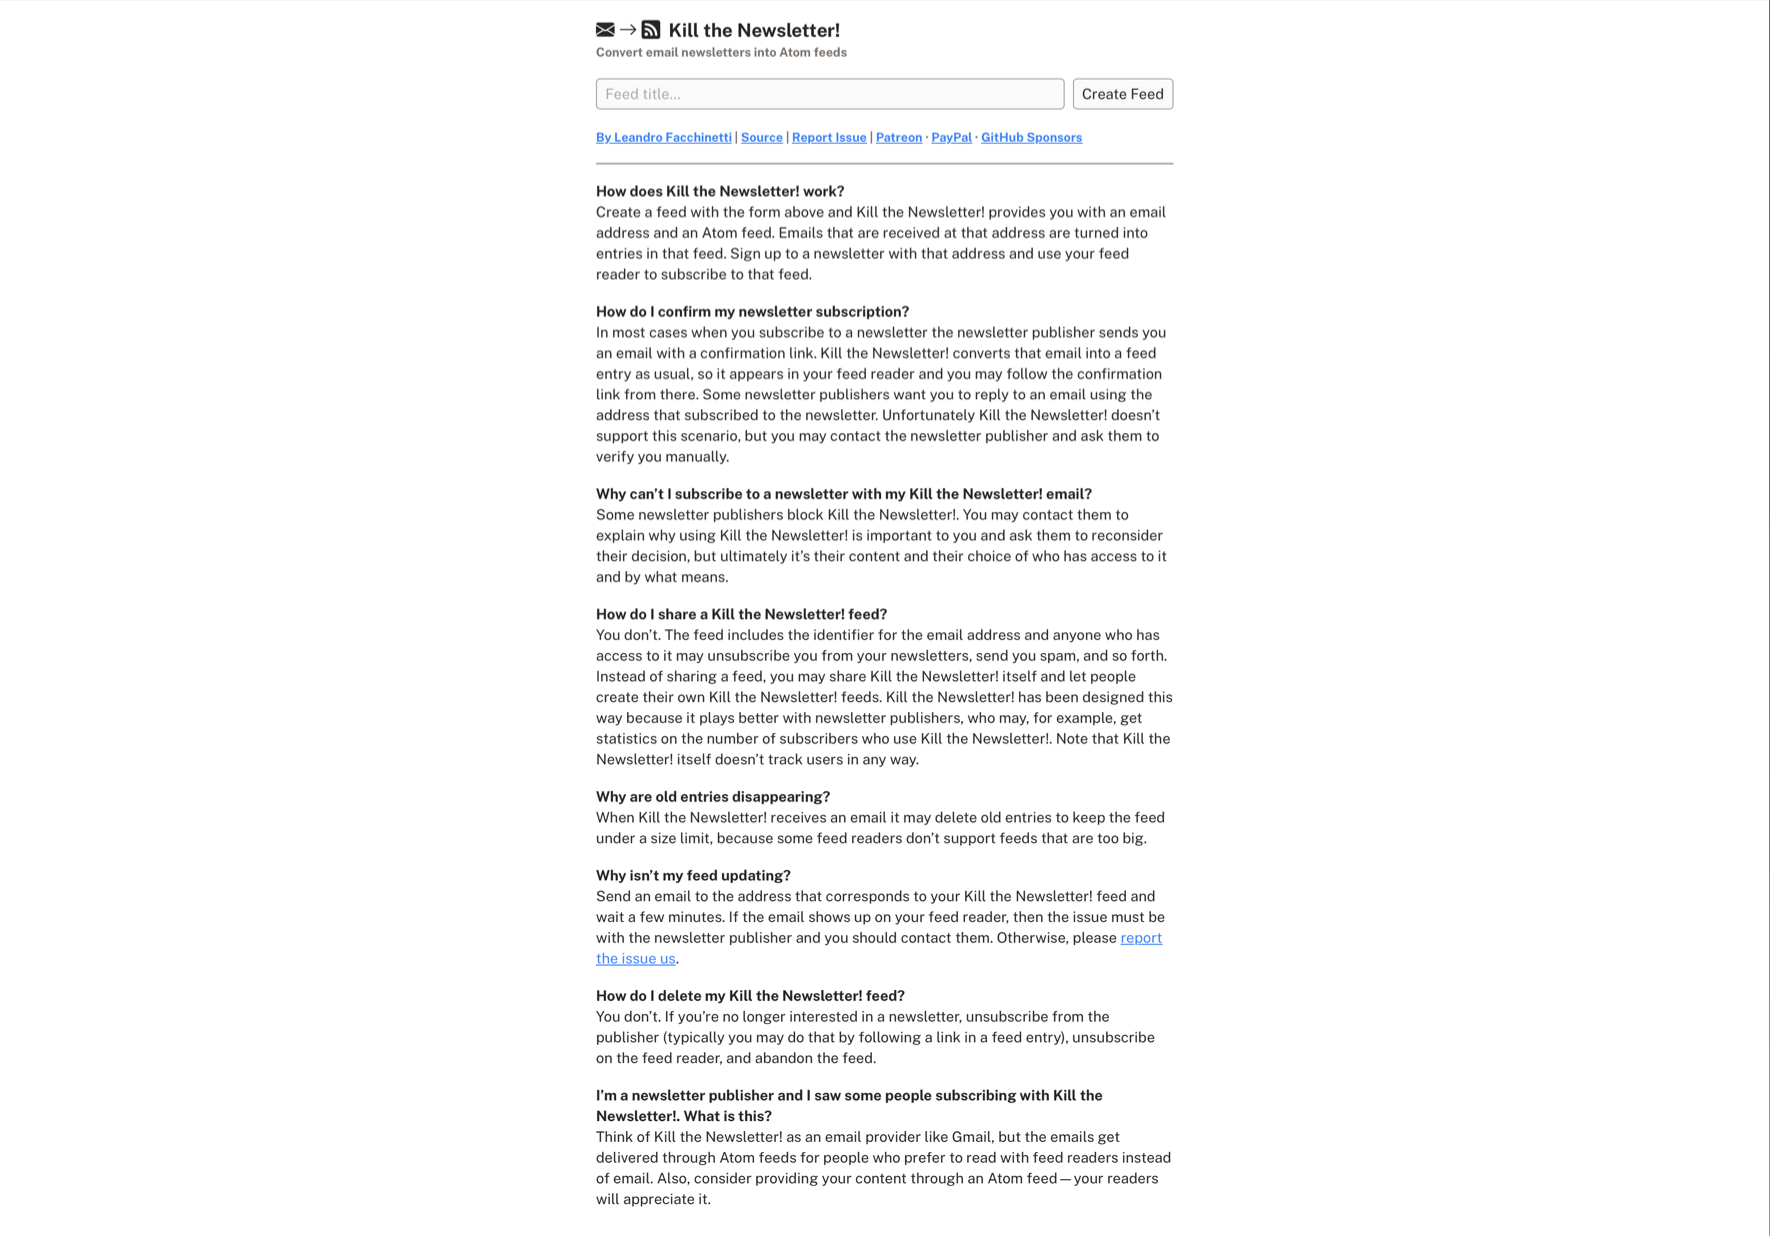 Kill the Newsletter!
Convert email newsletters into Atom feeds
Feed title...
Create Feed
By Leandro Facchinetti | Source | Report Issue | Patreon · PayPal · GitHub Sponsors
How does Kill the Newsletter! work?
Create a feed with the form above and Kill the Newsletter! provides you with an email
address and an Atom feed. Emails that are received at that address are turned into
entries in that feed. Sign up to a newsletter with that address and use your feed
reader to subscribe to that feed.
How do I confirm my newsletter subscription?
In most cases when you subscribe to a newsletter the newsletter publisher sends you
an email with a confirmation link. Kill the Newsletter! converts that email into a feed
entry as usual, so it appears in your feed reader and you may follow the confirmation
link from there. Some newsletter publishers want you to reply to an email using the
address that subscribed to the newsletter. Unfortunately Kill the Newsletter! doesn’t
support this scenario, but you may contact the newsletter publisher and ask them to
verify you manually.
Why can’t I subscribe to a newsletter with my Kill the Newsletter! email?
Some newsletter publishers block Kill the Newsletter!. You may contact them to
explain why using Kill the Newsletter! is important to you and ask them to reconsider
their decision, but ultimately it’s their content and their choice of who has access to it
and by what means.
How do I share a Kill the Newsletter! feed?
You don’t. The feed includes the identifier for the email address and anyone who has
access to it may unsubscribe you from your newsletters, send you spam, and so forth.
Instead of sharing a feed, you may share Kill the Newsletter! itself and let people
create their own Kill the Newsletter! feeds. Kill the Newsletter! has been designed this
way because it plays better with newsletter publishers, who may, for example, get
statistics on the number of subscribers who use Kill the Newsletter!. Note that Kill the
Newsletter! itself doesn’t track users in any way.
Why are old entries disappearing?
When Kill the Newsletter! receives an email it may delete old entries to keep the feed
under a size limit, because some feed readers don’t support feeds that are too big.
Why isn’t my feed updating?
Send an email to the address that corresponds to your Kill the Newsletter! feed and
wait a few minutes. If the email shows up on your feed reader, then the issue must be
with the newsletter publisher and you should contact them. Otherwise, please report
the issue us.
How do I delete my Kill the Newsletter! feed?
You don’t. If you’re no longer interested in a newsletter, unsubscribe from the
publisher (typically you may do that by following a link in a feed entry), unsubscribe
on the feed reader, and abandon the feed.
I’m a newsletter publisher and I saw some people subscribing with Kill the
Newsletter!. What is this?
Think of Kill the Newsletter! as an email provider like Gmail, but the emails get
delivered through Atom feeds for people who prefer to read with feed readers instead
of email. Also, consider providing your content through an Atom feed—your readers
will appreciate it.